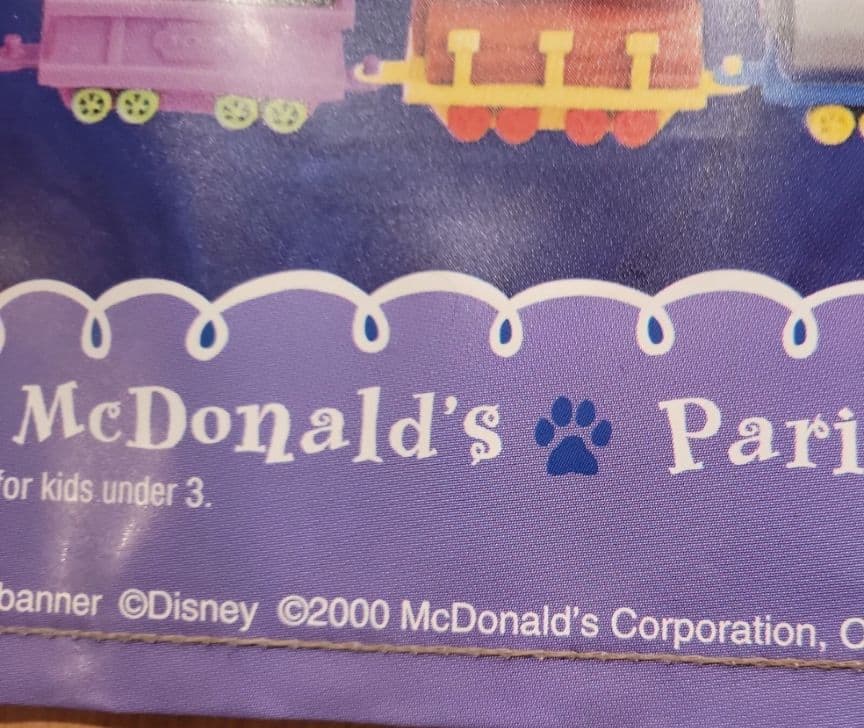 McDonald's Pari
for kids under 3.
banner ©Disney ©2000 McDonald's Corporation, C